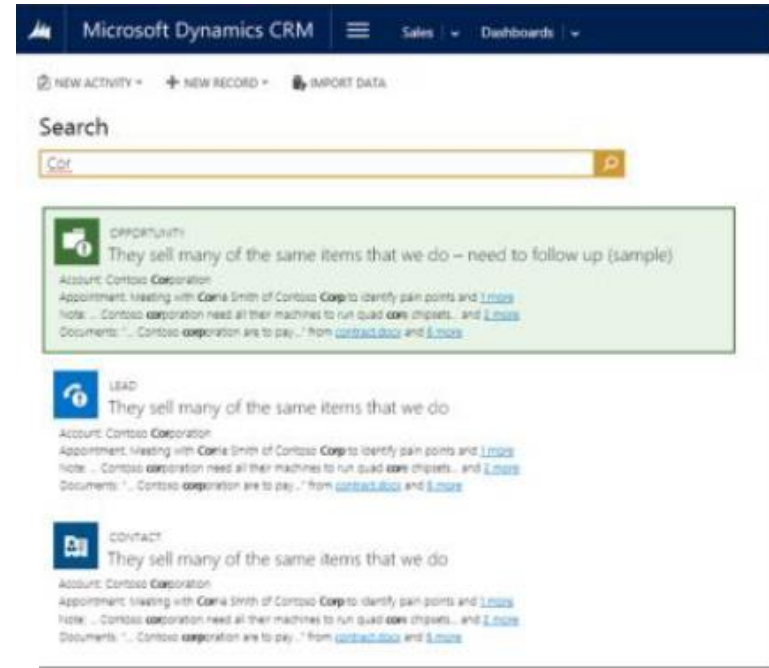 Microsoft Dynamics CRM Sales Dashboards
NEW ACTIVITY NEW RECORD IMPORT DATA
Search
Cor
OPPORTUNITY
They sell many of the same items that we do – need to follow up (sample)
Account: Contoso Corporation
Appointment: Meeting with Corrie Smith of Contoso Corp to identify pain points and 1 more
Note: ... Contoso corporation need all their machines to run quad core chipsets.. and 2 more
Documents: "... Contoso corporation are to pay..." from contract.docx and 8 more
LEAD
They sell many of the same items that we do
Account: Contoso Corporation
Appointment: Meeting with Corrie Smith of Contoso Corp to identify pain points and 1 more
Note: ... Contoso corporation need all their machines to run quad core chipsets.. and 2 more
Documents: "... Contoso corporation are to pay..." from contract.docx and 8 more
CONTACT
They sell many of the same items that we do
Account: Contoso Corporation
Appointment: Meeting with Corrie Smith of Contoso Corp to identify pain points and 1 more
Note: ... Contoso corporation need all their machines to run quad core chipsets.. and 2 more
Documents: "... Contoso corporation are to pay..." from contract.docx and 8 more